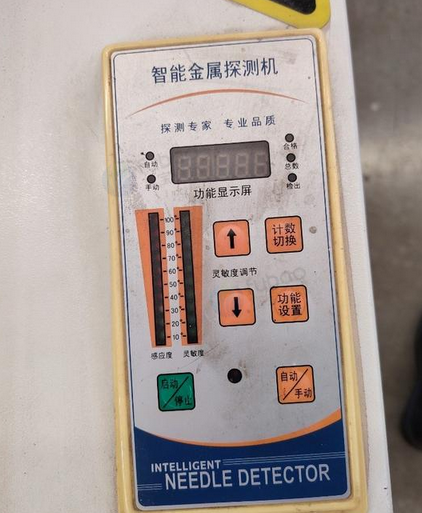 智能金属探测机
探测专家 专业品质
自动
手动
合格
总数
检出
功能显示屏
100
90
80
70
60
50
40
30
20
10
感应度 灵敏度
计数
切换
灵敏度调节
功能
设置
启动
停止
自动
手动
INTELLIGENT
NEEDLE DETECTOR